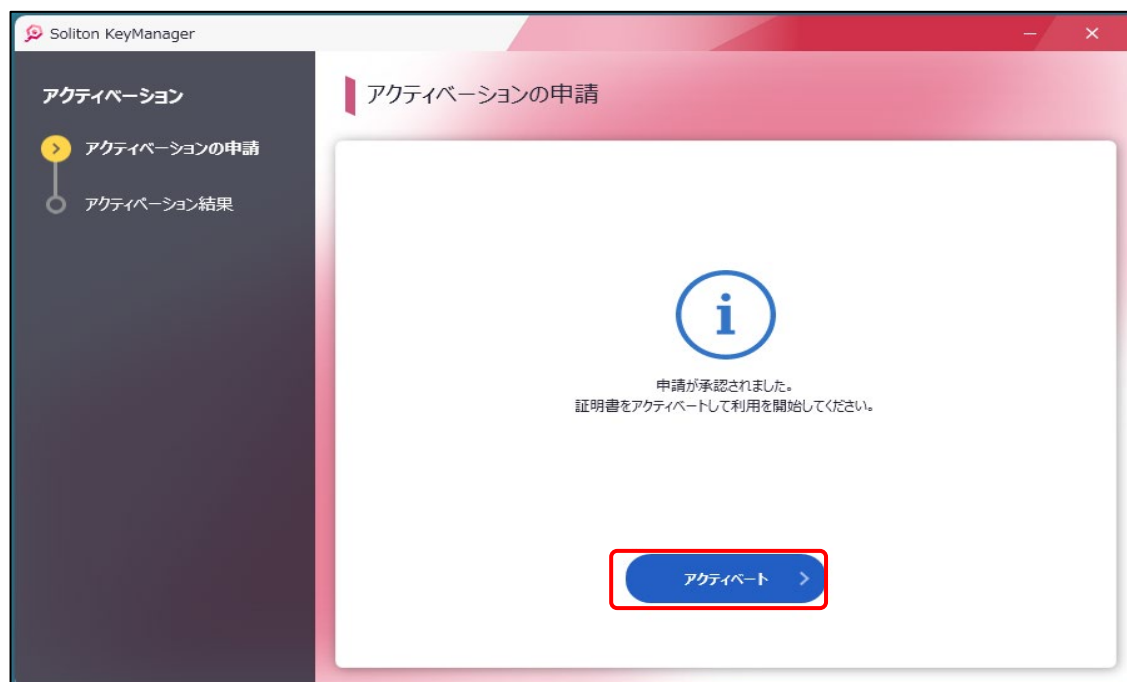 Soliton KeyManager
アクティベーション
アクティベーションの申請
アクティベーション結果
アクティベーションの申請
i
申請が承認されました。
証明書をアクティベートして利用を開始してください。
アクティベート